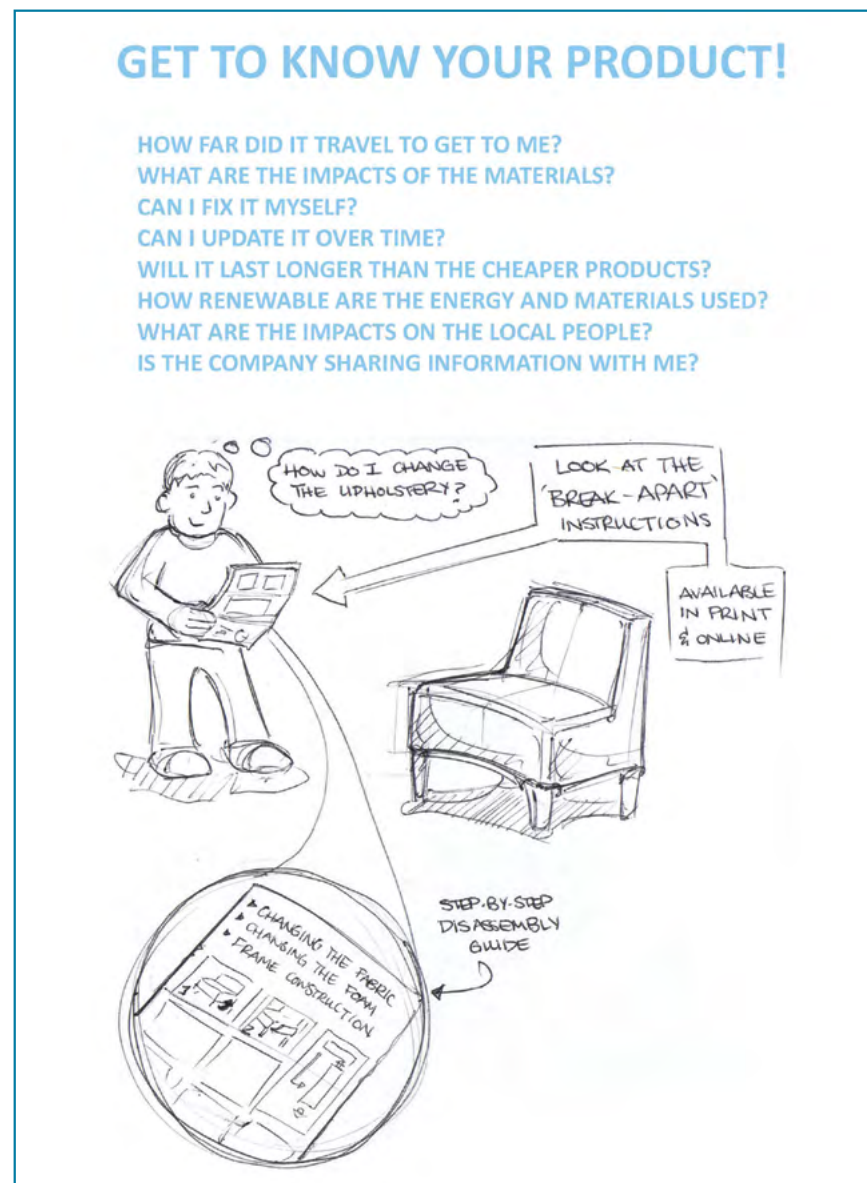 GET TO KNOW YOUR PRODUCT!
HOW FAR DID IT TRAVEL TO GET TO ME?
WHAT ARE THE IMPACTS OF THE MATERIALS?
CAN I FIX IT MYSELF?
CAN I UPDATE IT OVER TIME?
WILL IT LAST LONGER THAN THE CHEAPER PRODUCTS?
HOW RENEWABLE ARE THE ENERGY AND MATERIALS USED?
WHAT ARE THE IMPACTS ON THE LOCAL PEOPLE?
IS THE COMPANY SHARING INFORMATION WITH ME?
HOW DO I CHANGE
THE UPHOLSTERY?
LOOK AT THE
'BREAK-APART'
INSTRUCTIONS
AVAILABLE
IN PRINT
& ONLINE
STEP-BY-STEP
DISASSEMBLY
GUIDE
CHANGING THE FABRIC
CHANGING THE FOAM
FRAME CONSTRUCTION
1
2